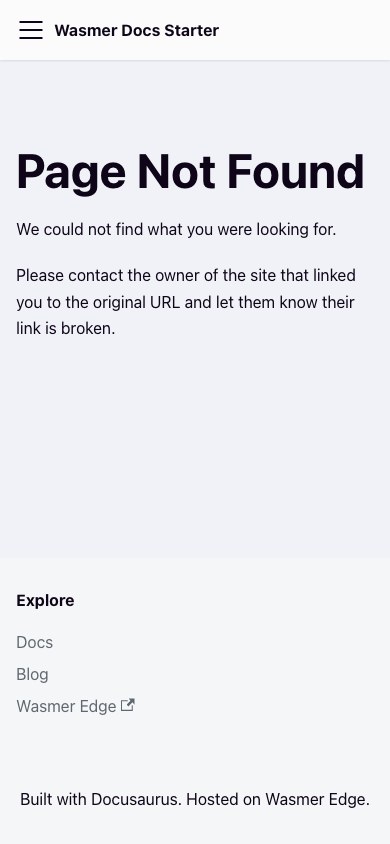 Wasmer Docs Starter
Page Not Found
We could not find what you were looking for.
Please contact the owner of the site that linked
you to the original URL and let them know their
link is broken.
Explore
Docs
Blog
Wasmer Edge
Built with Docusaurus. Hosted on Wasmer Edge.